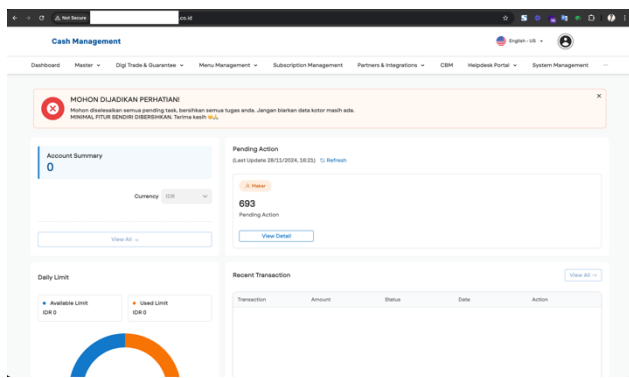 Not Secure
.co.id
Cash Management
English - US
Dashboard Master Digi Trade & Guarantee Menu Management Subscription Management Partners & Integrations CBM Helpdesk Portal System Management
MOHON DIJADIKAN PERHATIAN!
Mohon diselesaikan semua pending task, bersihkan semua tugas anda. Jangan biarkan data kotor masih ada.
MINIMAL FITUR SENDIRI DIBERSIHKAN. Terima kasih
Account Summary
0
Currency IDR
View All
Pending Action
(Last Update 28/11/2024, 16:21) Refresh
Maker
693
Pending Action
View Detail
Daily Limit
Available Limit
IDR 0
Used Limit
IDR 0
Recent Transaction
View All →
Transaction Amount Status Date Action